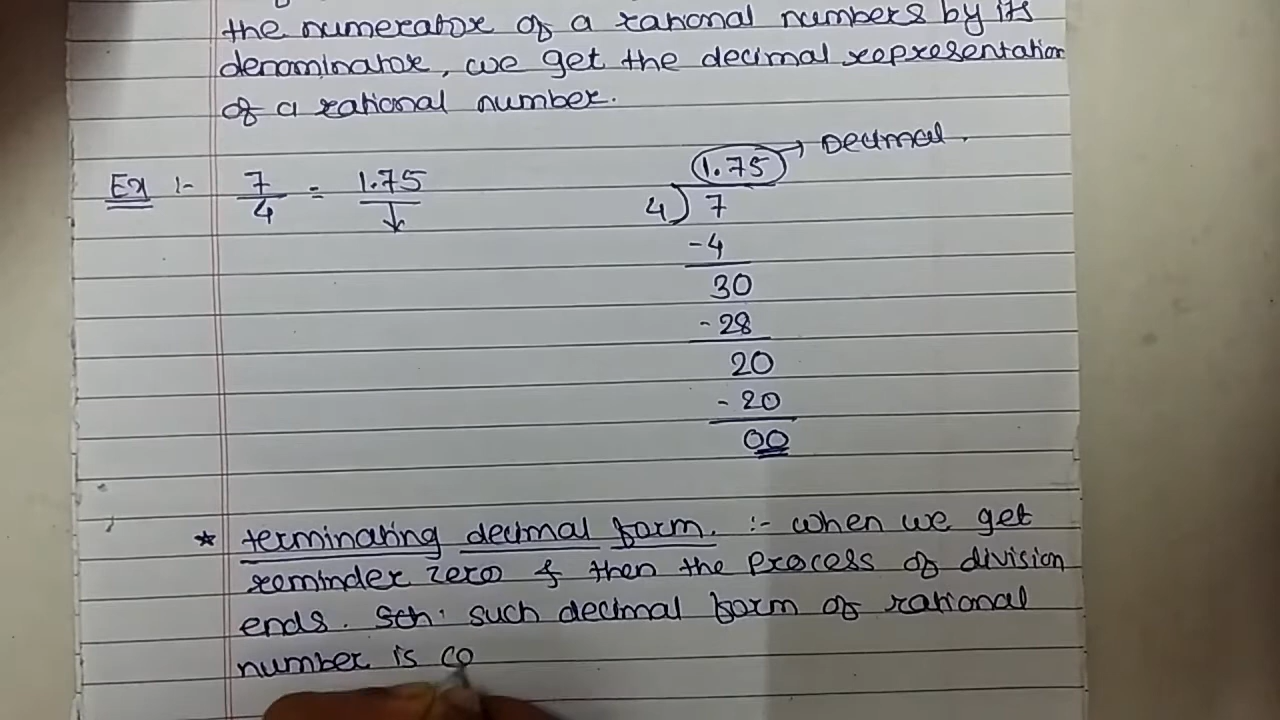 the numerator of a rational numbers by its
denominator, we get the decimal representation
of a rational number.
1.75 → Decimal.
Ex :- 7/4 = 1.75
↓
4 ) 7
-4
30
-28
20
-20
00
* terminating decimal form. :- when we get
reminder zero & then the process of division
ends. Sch. such decimal form of rational
number is co